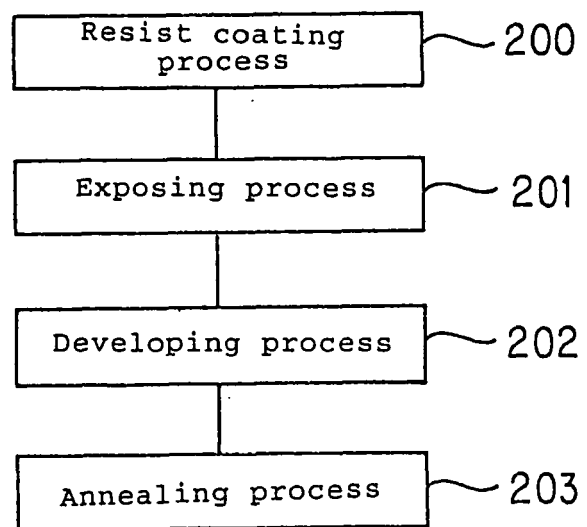 Resist coating
process
200
Exposing process
201
Developing process
202
Annealing process
203